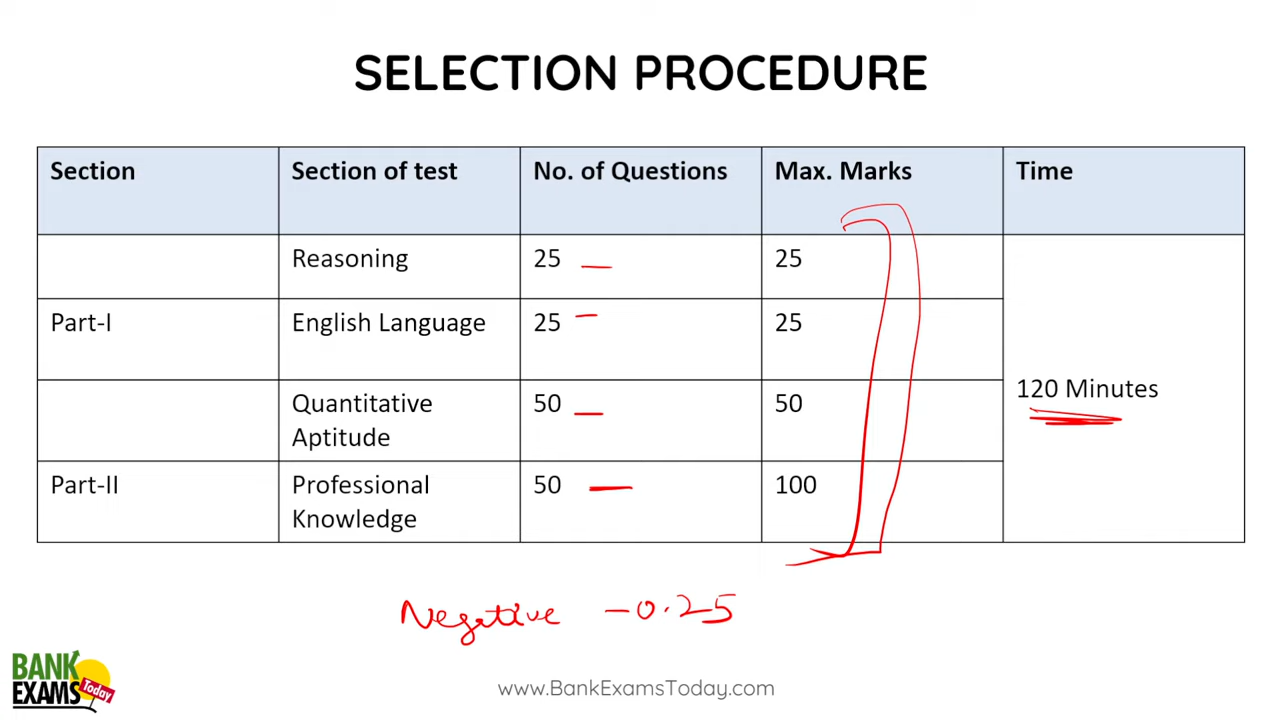 SELECTION PROCEDURE
Section Section of test No. of Questions Max. Marks Time
Reasoning 25 25
Part-I English Language 25 25
120 Minutes
Quantitative 50 50
Aptitude
Part-II Professional 50 100
Knowledge
Negative -0.25
BANK
EXAMS Today
www.BankExamsToday.com